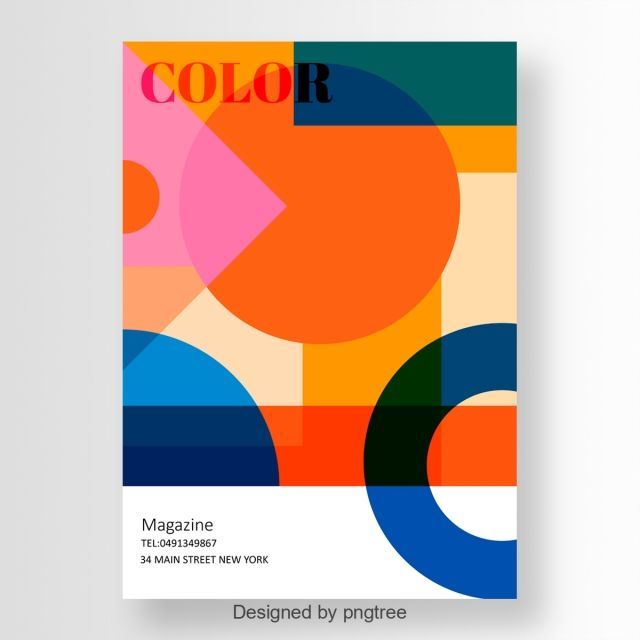 COLOR
Magazine
TEL:0491349867
34 MAIN STREET NEW YORK
Designed by pngtree